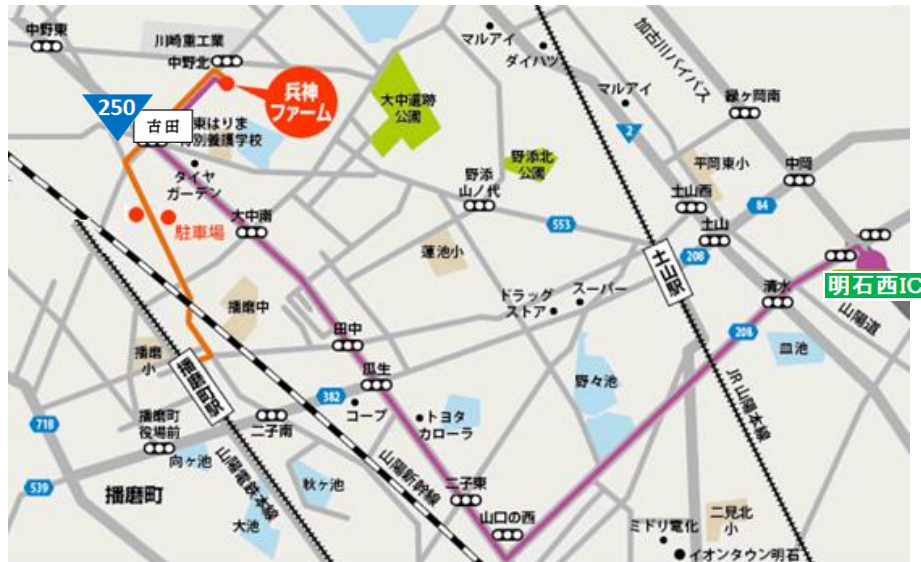 中野東
川崎重工業
中野北
兵神
ファーム
250
古田
東はりま
特別養護学校
タイヤ
ガーデン
駐車場
大中南
大中遺跡
公園
マルアイ
ダイハツ
加古川バイパス
マルアイ
2
緑ヶ岡南
平岡東小
中岡
野添北
公園
野添
山ノ代
553
土山西
84
土山
208
土山駅
蓮池小
清水
明石西IC
山陽道
208
皿池
ドラッグ
ストア
スーパー
播磨中
田中
瓜生
播磨
小
播磨町駅
382
コープ
トヨタ
カローラ
野々池
JR山陽本線
718
播磨町
役場前
二子南
向ヶ池
山陽電鉄本線
山陽新幹線
539
播磨町
秋ヶ池
大池
二子東
山口の西
ミドリ電化
二見北
小
イオンタウン明石